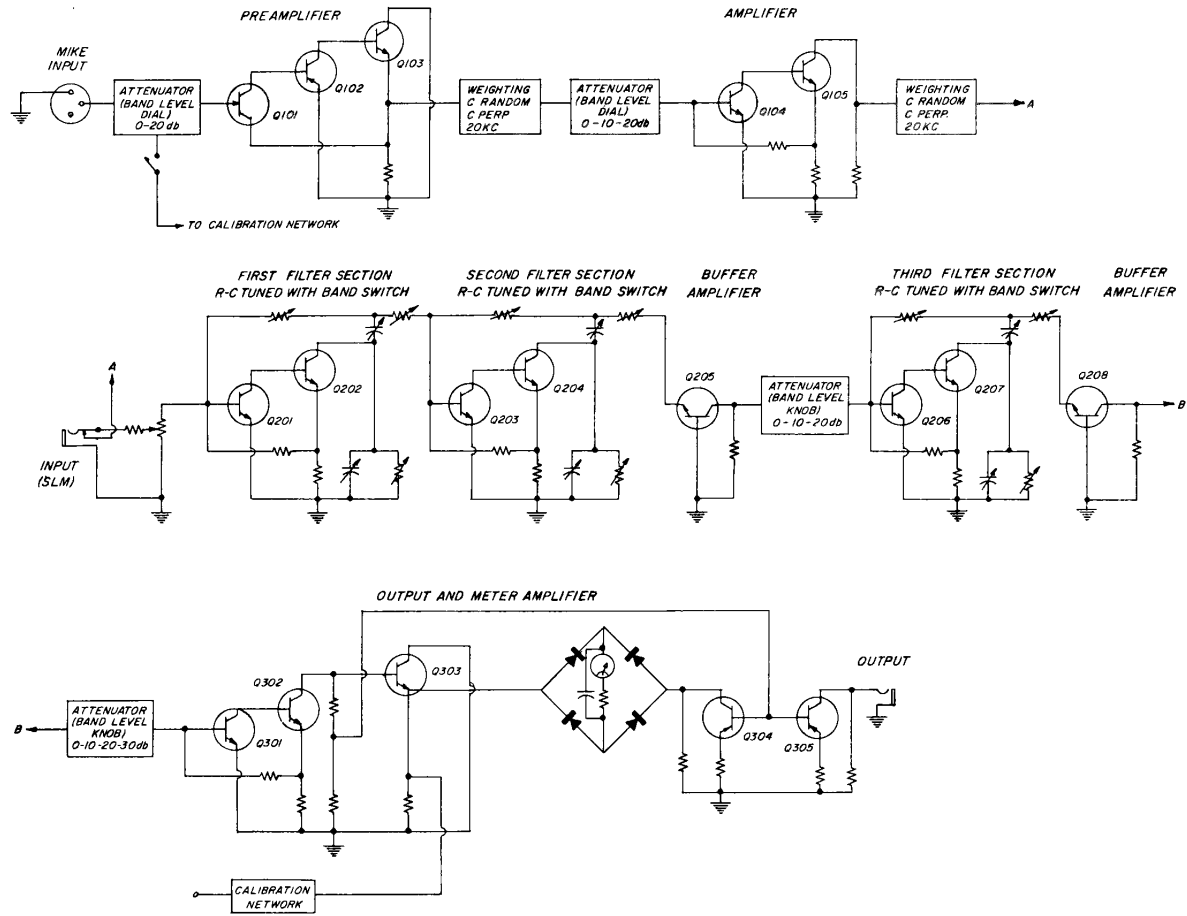 PREAMPLIFIER
AMPLIFIER
MIKE
INPUT
Q103
Q102
Q101
Q105
Q104
ATTENUATOR
(BAND LEVEL
DIAL)
0-20 db
WEIGHTING
C RANDOM
C PERP.
20KC
ATTENUATOR
(BAND LEVEL
DIAL)
0-10-20db
WEIGHTING
C RANDOM
C PERP.
20KC
A
TO CALIBRATION NETWORK
FIRST FILTER SECTION
R-C TUNED WITH BAND SWITCH
SECOND FILTER SECTION
R-C TUNED WITH BAND SWITCH
BUFFER
AMPLIFIER
THIRD FILTER SECTION
R-C TUNED WITH BAND SWITCH
BUFFER
AMPLIFIER
A
INPUT
(SLM)
Q202
Q201
Q204
Q203
Q205
ATTENUATOR
(BAND LEVEL
KNOB)
0-10-20db
Q207
Q206
Q208
B
OUTPUT AND METER AMPLIFIER
B
ATTENUATOR
(BAND LEVEL
KNOB)
0-10-20-30db
Q302
Q301
Q303
Q304
Q305
OUTPUT
CALIBRATION
NETWORK